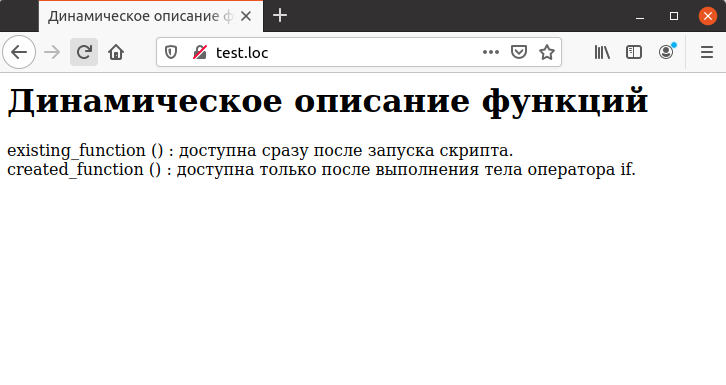 Динамическое описание ф
test.loc
Динамическое описание функций
existing_function () : доступна сразу после запуска скрипта.
created_function () : доступна только после выполнения тела оператора if.